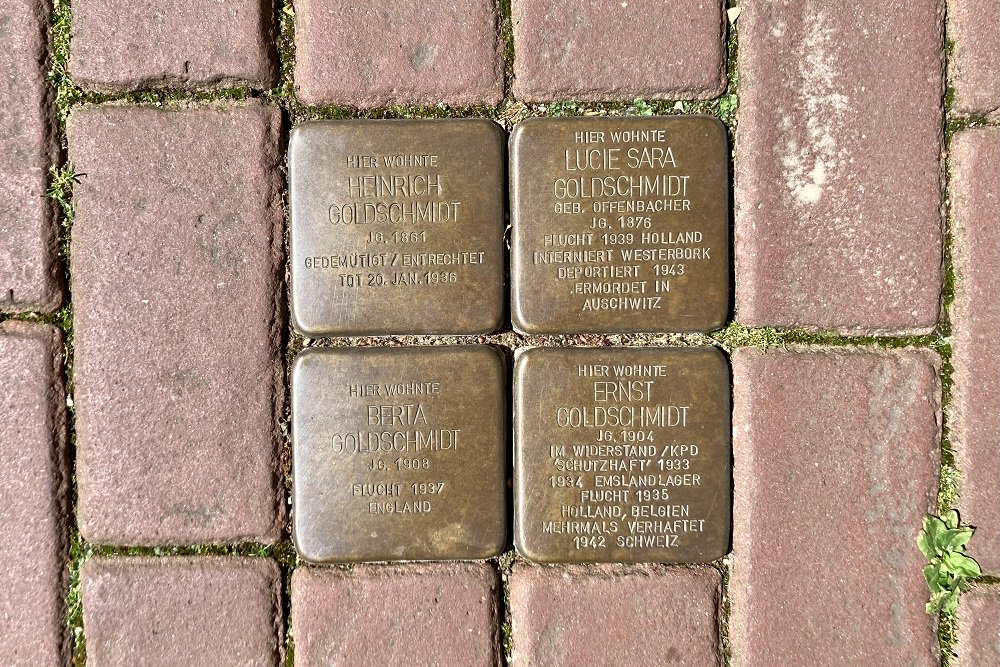 HIER WOHNTE
HEINRICH
GOLDSCHMIDT
JG. 1861
GEDEMÜTIGT / ENTRECHTET
TOT 20. JAN. 1936
HIER WOHNTE
LUCIE SARA
GOLDSCHMIDT
GEB. OFFENBACHER
JG. 1876
FLUCHT 1939 HOLLAND
INTERNIERT WESTERBORK
DEPORTIERT 1943
ERMORDET IN
AUSCHWITZ
HIER WOHNTE
BERTA
GOLDSCHMIDT
JG. 1908
FLUCHT 1937
ENGLAND
HIER WOHNTE
ERNST
GOLDSCHMIDT
JG. 1904
IM WIDERSTAND / KPD
'SCHUTZHAFT' 1933
1934 EMSLANDLAGER
FLUCHT 1935
HOLLAND, BELGIEN
MEHRMALS VERHAFTET
1942 SCHWEIZ